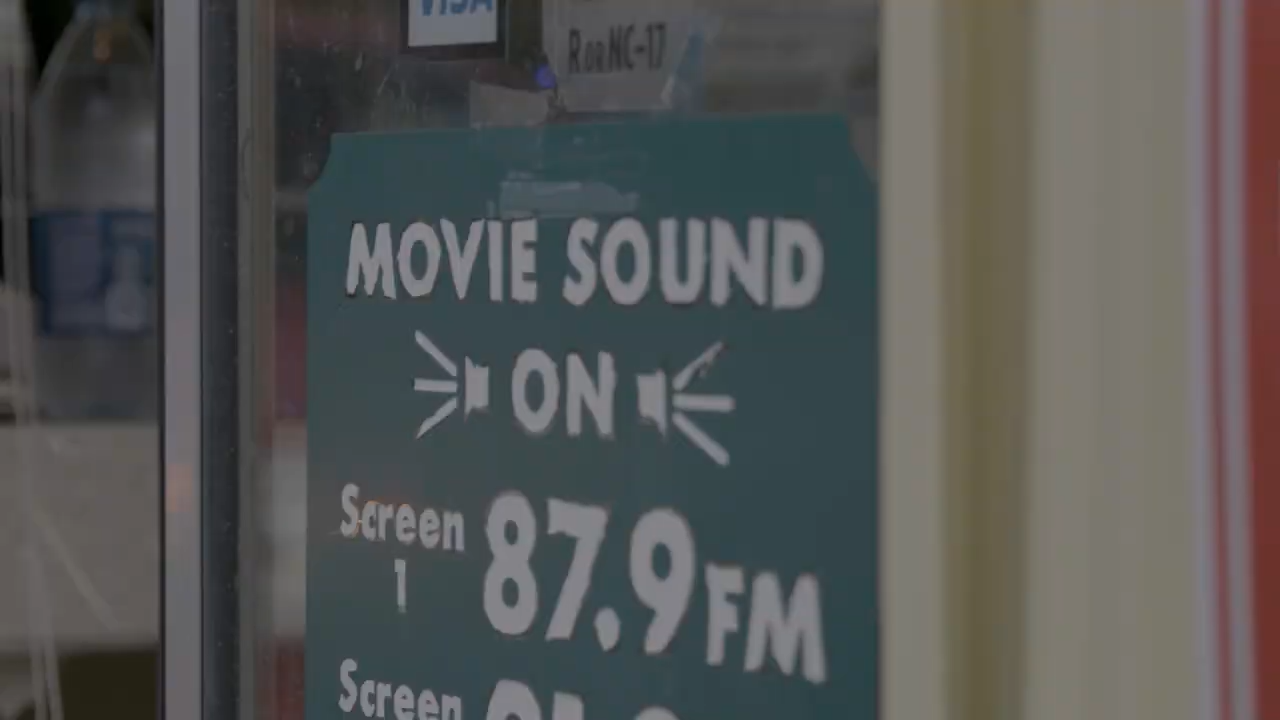 VISA
R OR NC-17
MOVIE SOUND
ON
Screen
1
87.9 FM
Screen